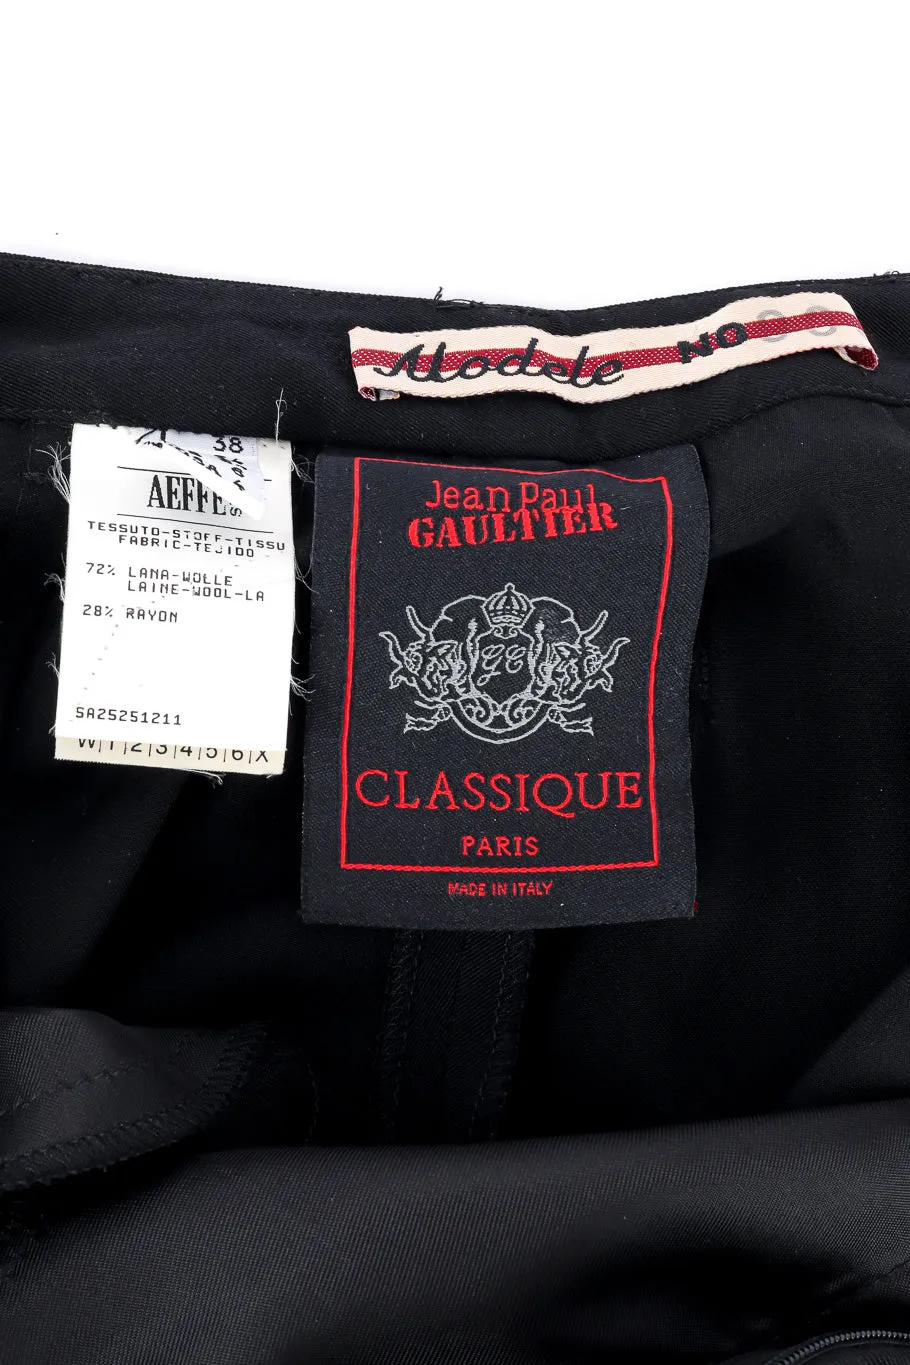 Modele NO
38
AEFFE
TESSUTO-STOFF-TISSU
FABRIC-TEJIDO
72% LANA-WOLLE
LAINE-WOOL-LA
28% RAYON
SA25251211
W|1|2|3|4|5|6|X
Jean Paul
GAULTIER
GC
CLASSIQUE
PARIS
MADE IN ITALY